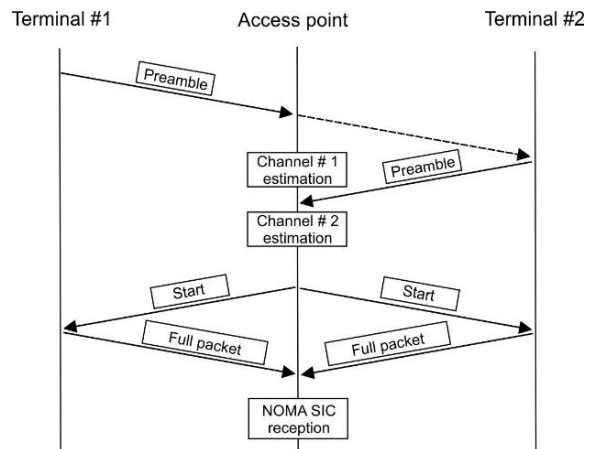 Terminal #1
Access point
Terminal #2
Preamble
Channel # 1
estimation
Preamble
Channel # 2
estimation
Start
Start
Full packet
Full packet
NOMA SIC
reception